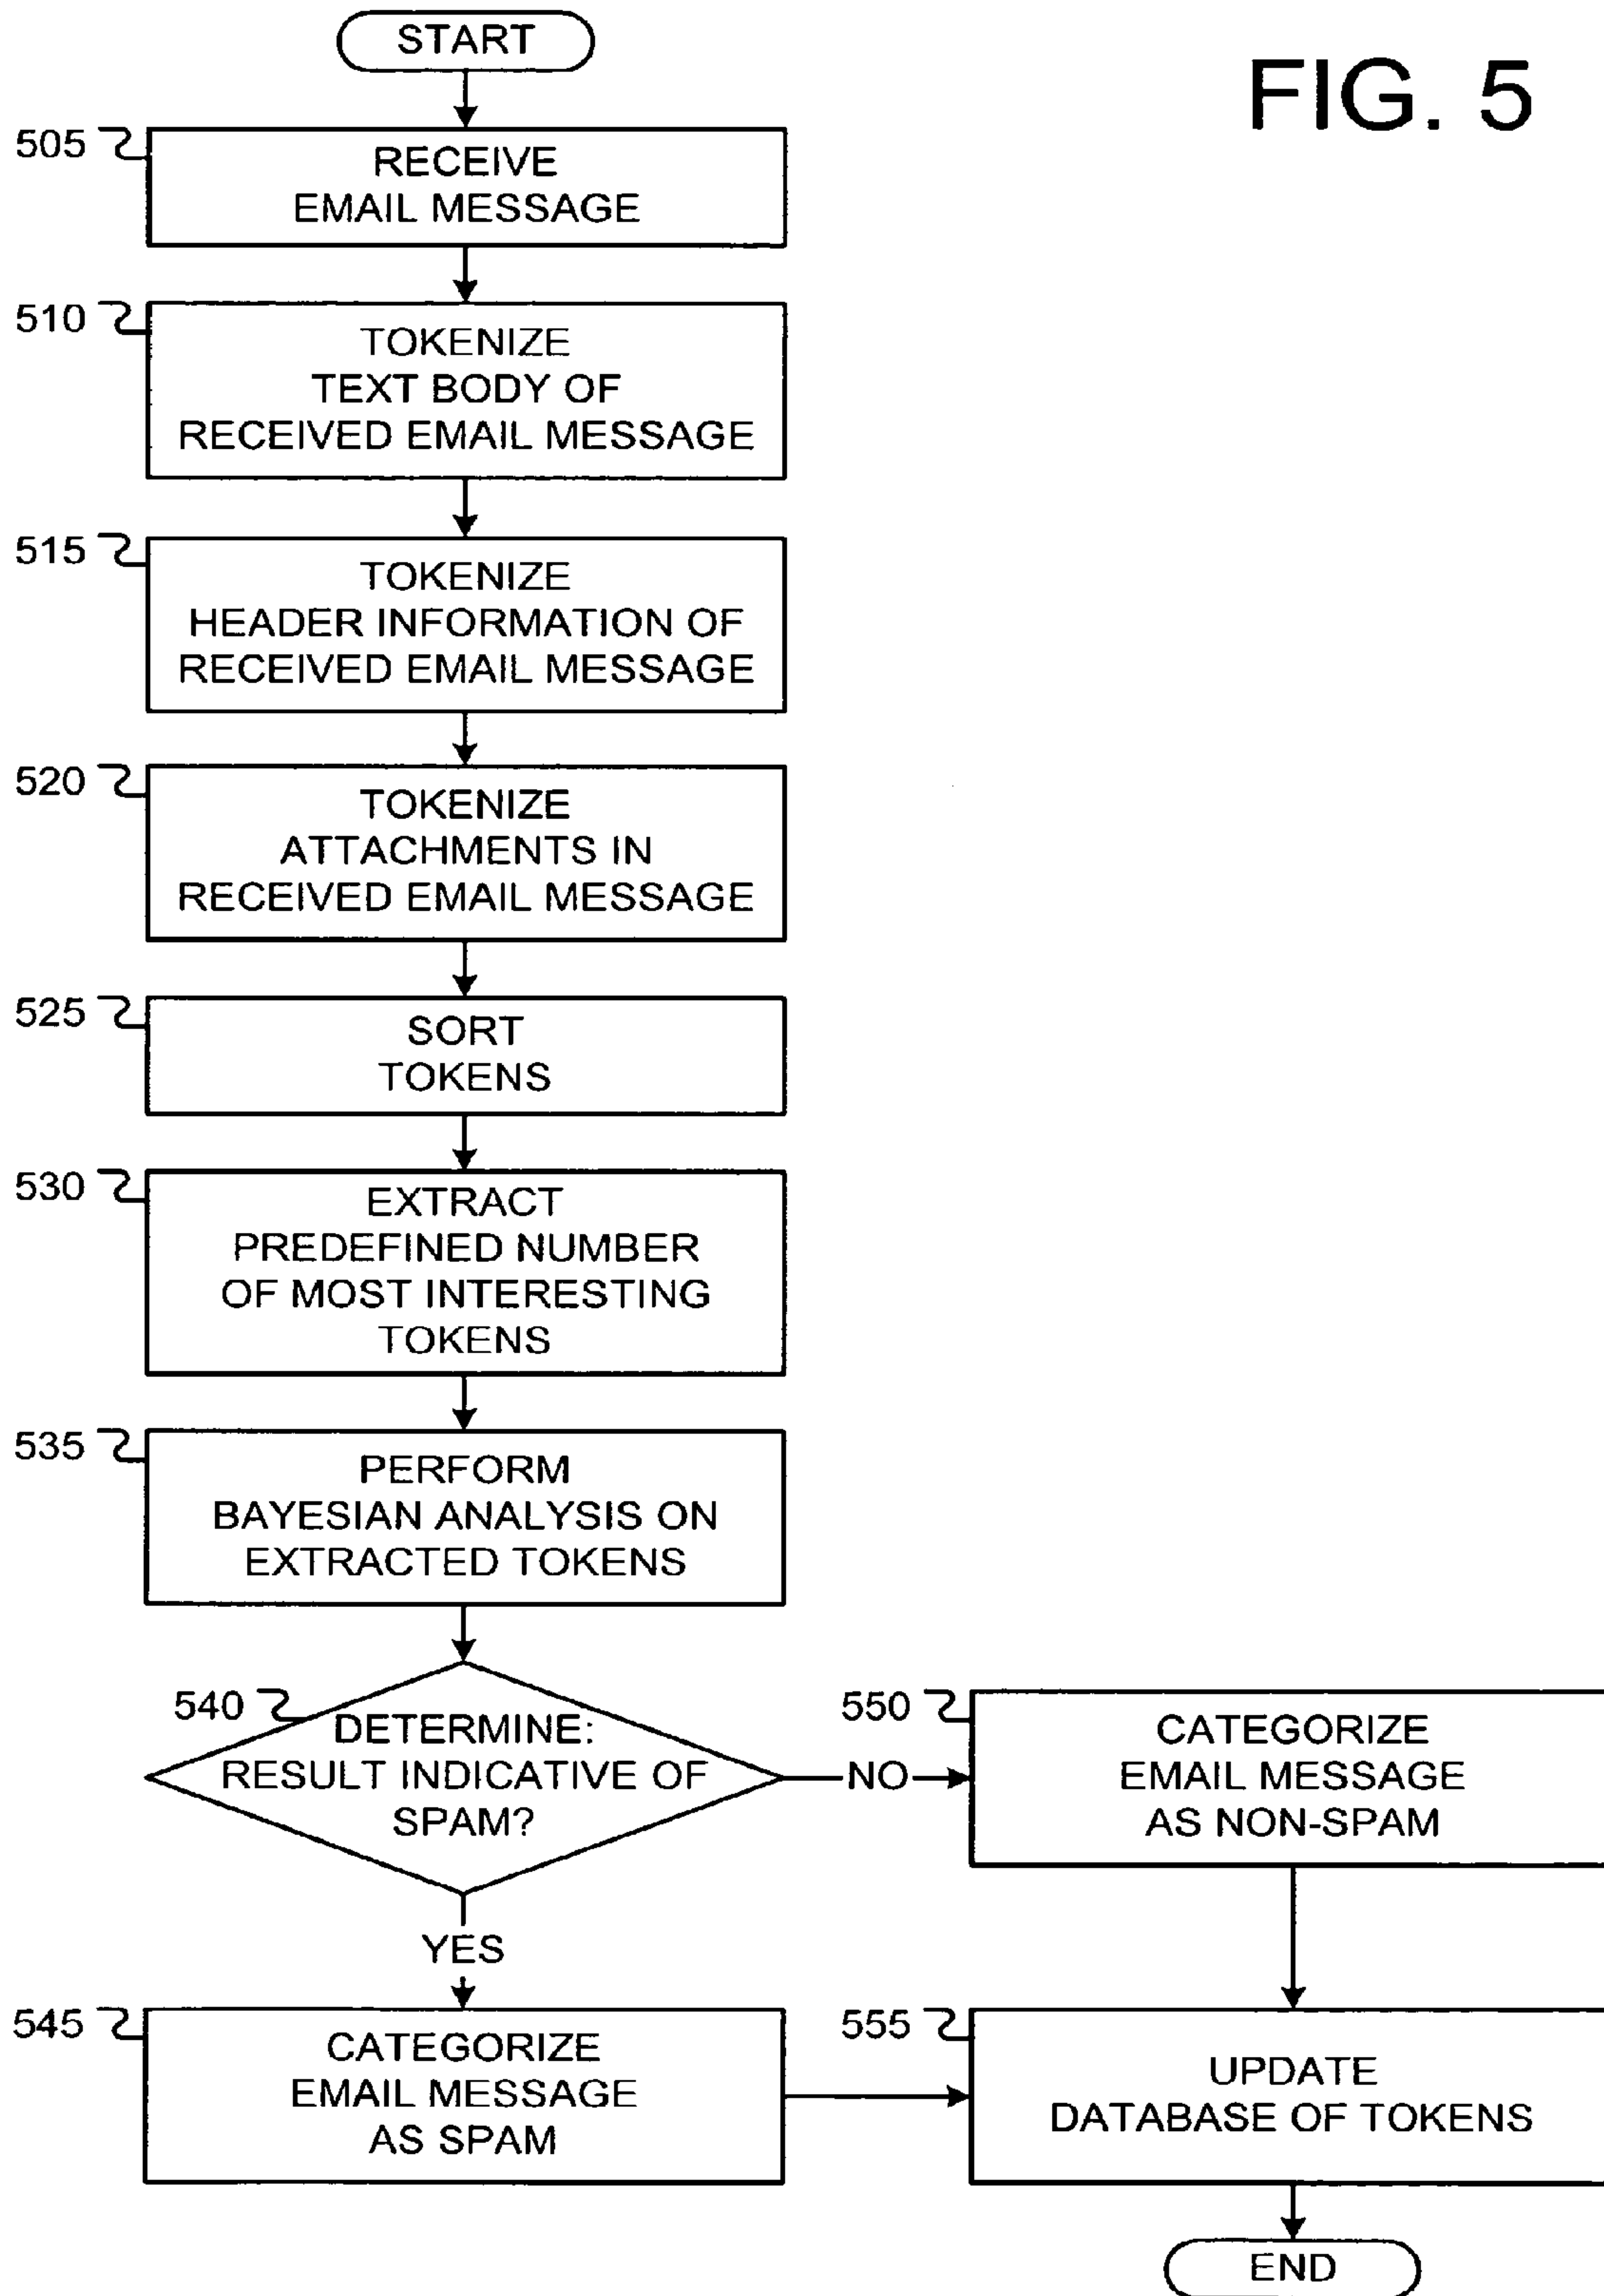 FIG. 5
START
505
RECEIVE
EMAIL MESSAGE
510
TOKENIZE
TEXT BODY OF
RECEIVED EMAIL MESSAGE
515
TOKENIZE
HEADER INFORMATION OF
RECEIVED EMAIL MESSAGE
520
TOKENIZE
ATTACHMENTS IN
RECEIVED EMAIL MESSAGE
525
SORT
TOKENS
530
EXTRACT
PREDEFINED NUMBER
OF MOST INTERESTING
TOKENS
535
PERFORM
BAYESIAN ANALYSIS ON
EXTRACTED TOKENS
540
DETERMINE:
RESULT INDICATIVE OF
SPAM?
NO
550
CATEGORIZE
EMAIL MESSAGE
AS NON-SPAM
YES
545
CATEGORIZE
EMAIL MESSAGE
AS SPAM
555
UPDATE
DATABASE OF TOKENS
END